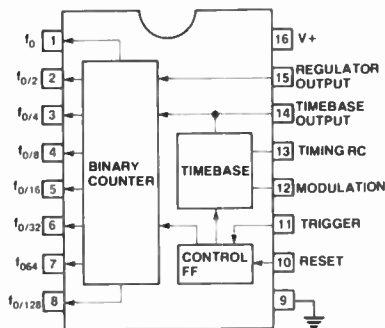 f0 1
f0/2 2
f0/4 3
f0/8 4
f0/16 5
f0/32 6
f064 7
f0/128 8
BINARY
COUNTER
TIMEBASE
CONTROL
FF
16 V+
15 REGULATOR
OUTPUT
14 TIMEBASE
OUTPUT
13 TIMING RC
12 MODULATION
11 TRIGGER
10 RESET
9